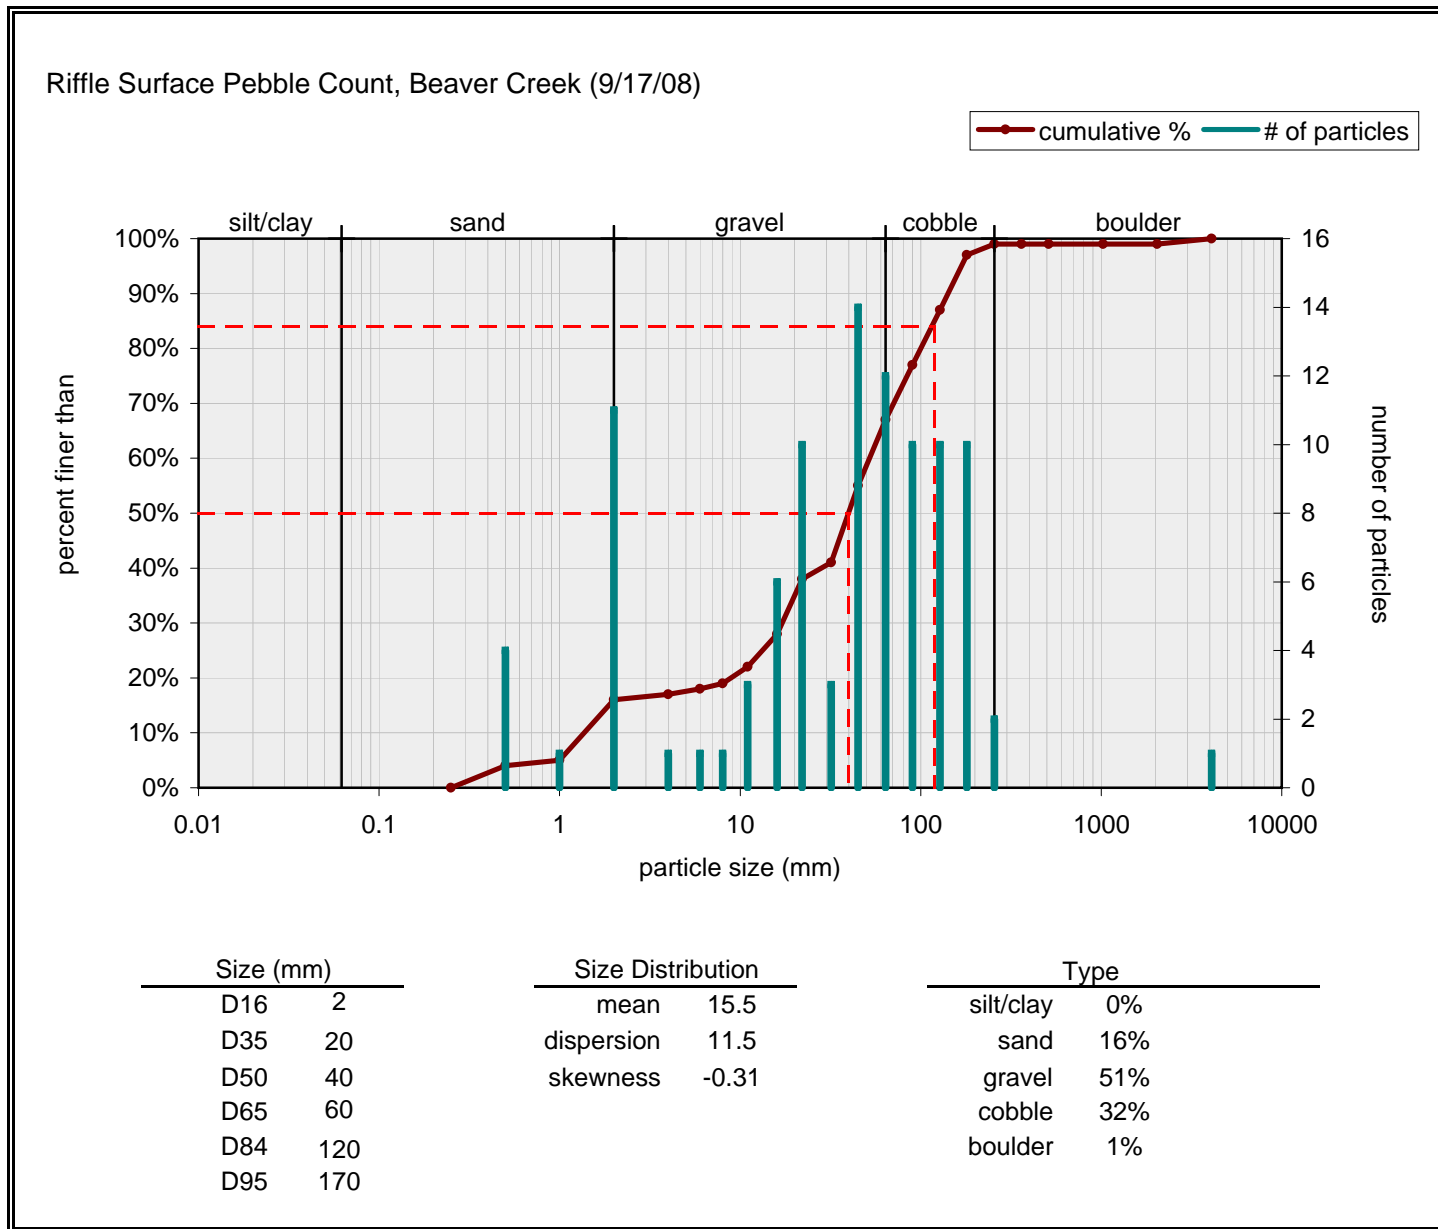 Riffle Surface Pebble Count, Beaver Creek (9/17/08)
cumulative % # of particles
silt/clay sand gravel cobble boulder
100% 16
90%
14
80%
12
70%
60% 10
50% 8
40%
6
30%
4
20%
10% 2
0% 0
percent finer than
number of particles
0.01 0.1 1 10 100 1000 10000
particle size (mm)
Size (mm)
D16 2
D35 20
D50 40
D65 60
D84 120
D95 170
Size Distribution
mean 15.5
dispersion 11.5
skewness -0.31
Type
silt/clay 0%
sand 16%
gravel 51%
cobble 32%
boulder 1%